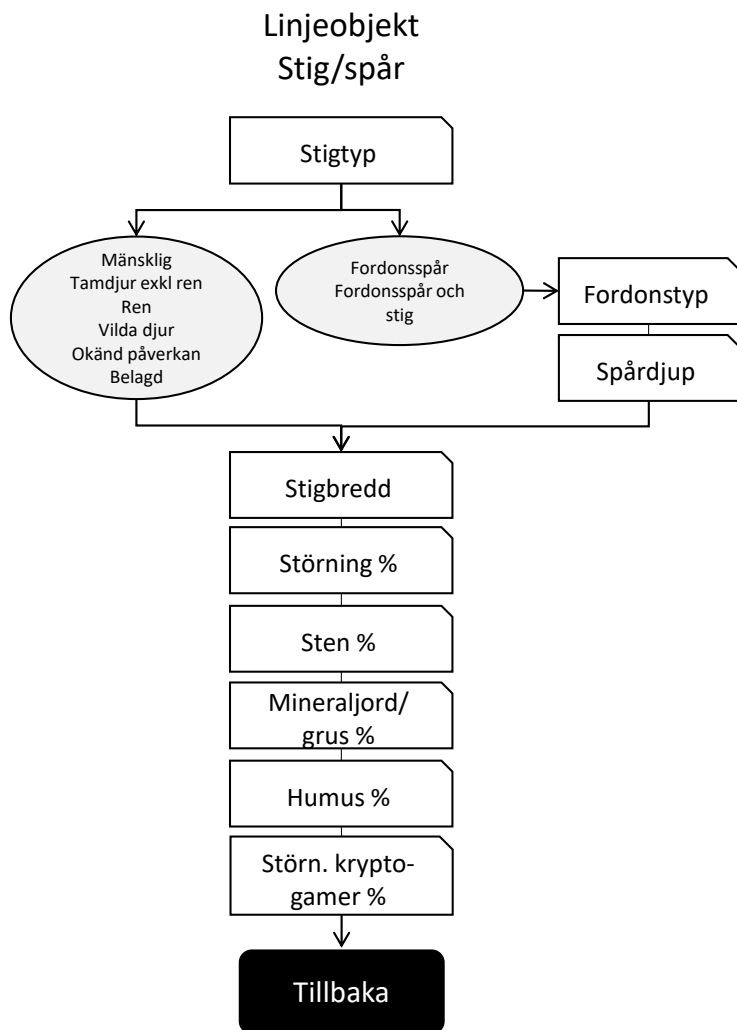 Linjeobjekt
Stig/spår
Stigtyp
Mänsklig
Tamdjur exkl ren
Ren
Vilda djur
Okänd påverkan
Belagd
Fordonsspår
Fordonsspår och
stig
Fordonstyp
Spårdjup
Stigbredd
Störning %
Sten %
Mineraljord/
grus %
Humus %
Störn. krypto-
gamer %
Tillbaka